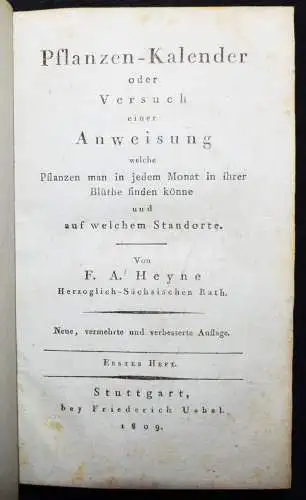 Pflanzen-Kalender
oder
Versuch
einer
Anweisung
welche
Pflanzen man in jedem Monat in ihrer
Blüthe finden könne
und
auf welchem Standorte.
Von
F. A. Heyne
Herzoglich-Sächsischen Rath.
Neue, vermehrte und verbesserte Auflage.
Erstes Heft.
Stuttgart,
bey Friederich Uebel.
1809.